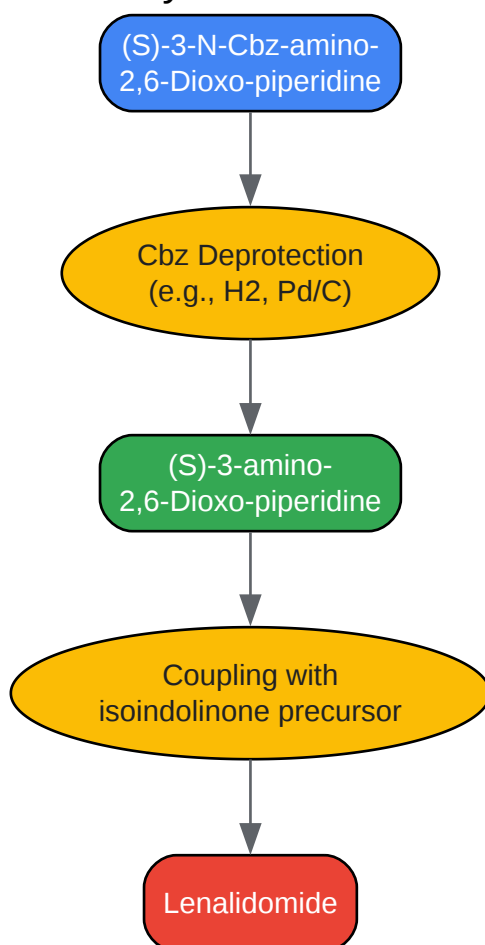 (S)-3-N-Cbz-amino-
2,6-Dioxo-piperidine
Cbz Deprotection
(e.g., H2, Pd/C)
(S)-3-amino-
2,6-Dioxo-piperidine
Coupling with
isoindolinone precursor
Lenalidomide